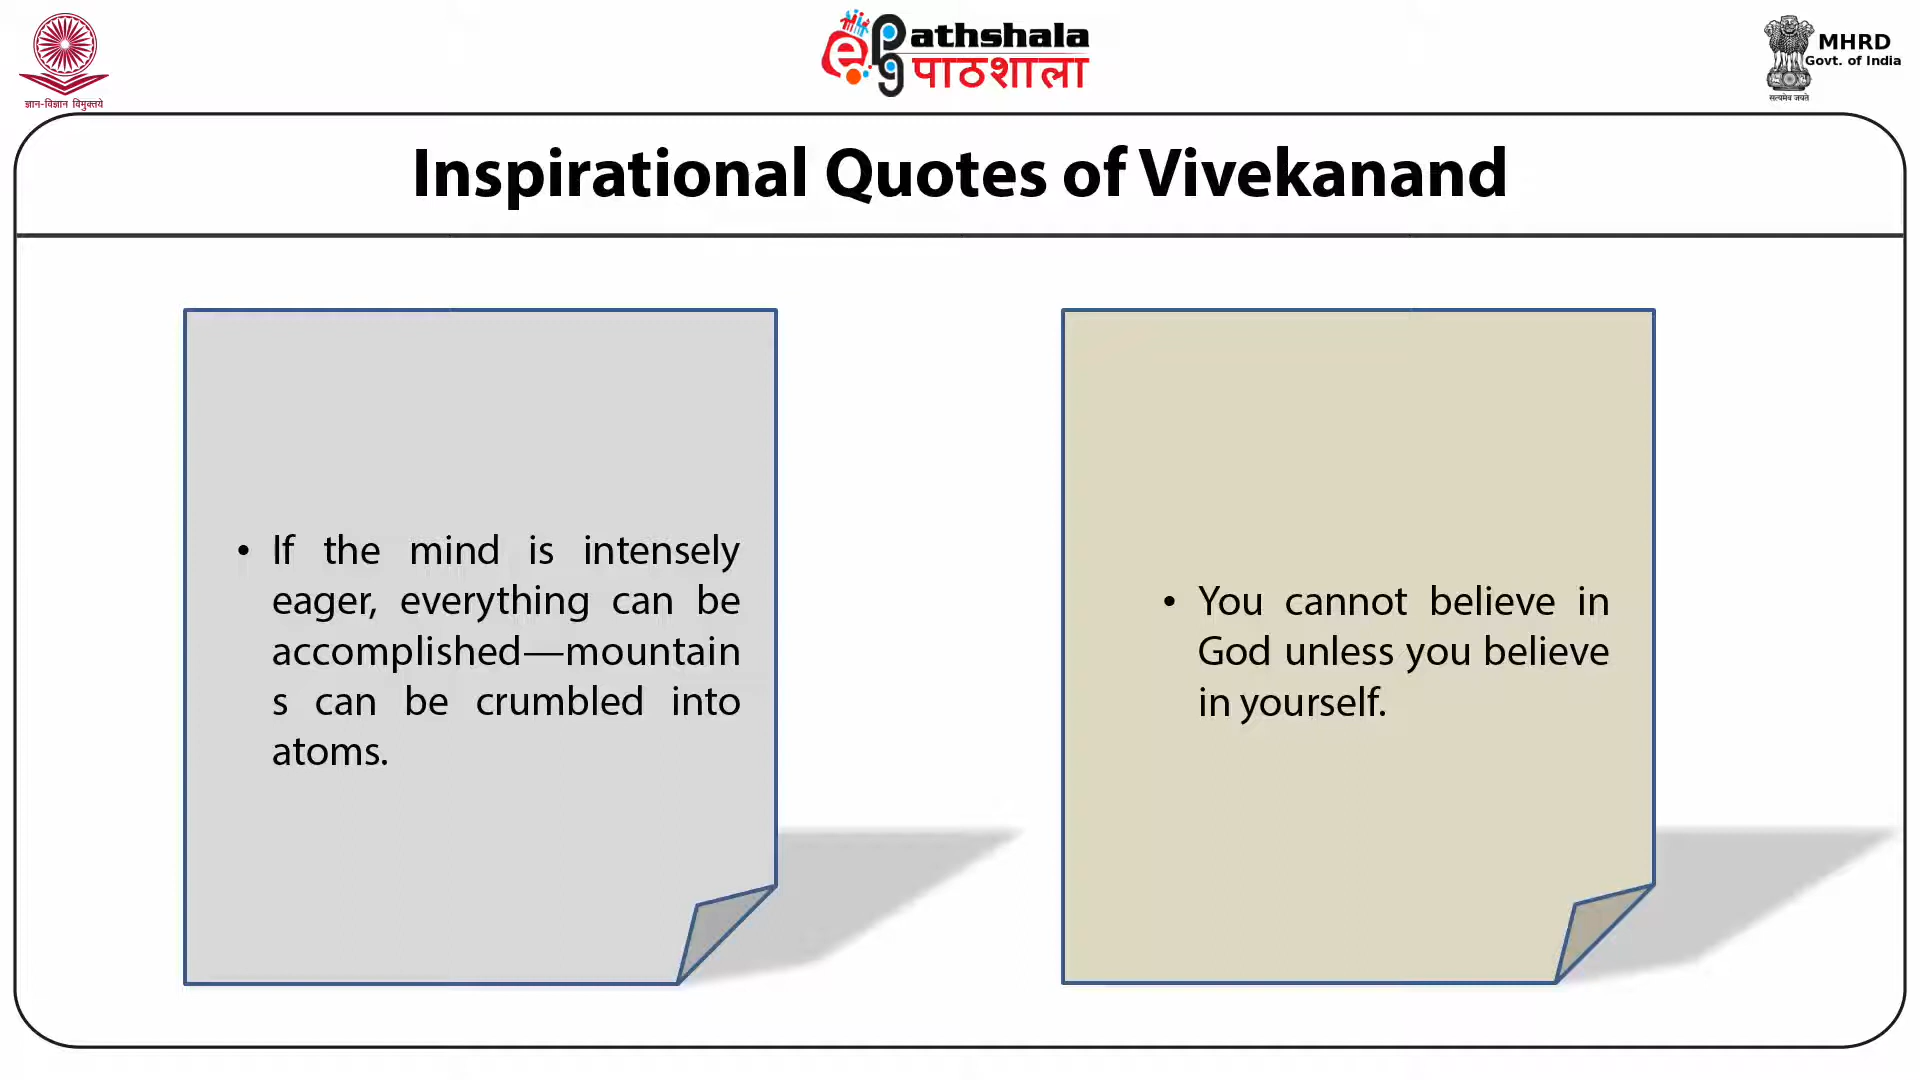 ज्ञान-विज्ञान विमुक्तये
ePathshala
पाठशाला
MHRD
Govt. of India
सत्यमेव जयते
Inspirational Quotes of Vivekanand
• If the mind is intensely
eager, everything can be
accomplished—mountain
s can be crumbled into
atoms.
• You cannot believe in
God unless you believe
in yourself.